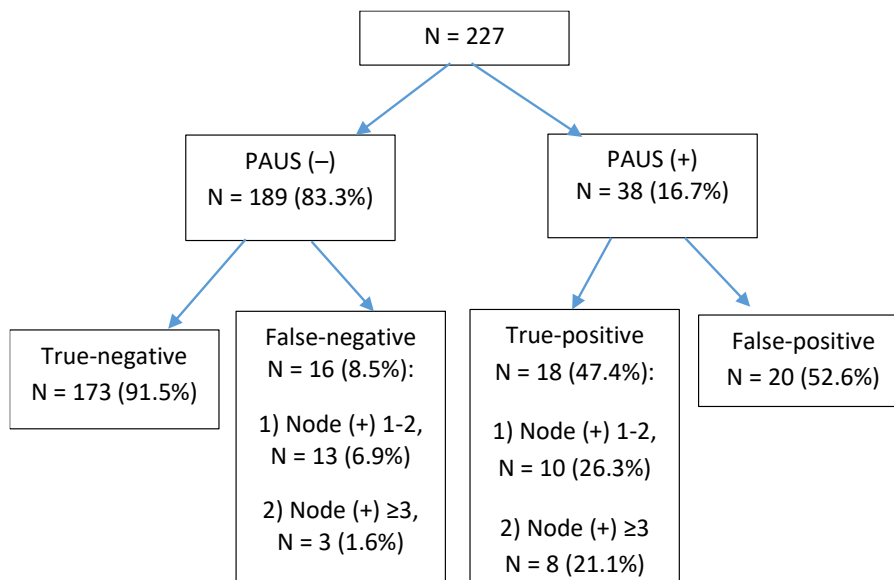 N = 227
PAUS (–)
N = 189 (83.3%)
PAUS (+)
N = 38 (16.7%)
True-negative
N = 173 (91.5%)
False-negative
N = 16 (8.5%):
1) Node (+) 1-2,
N = 13 (6.9%)
2) Node (+) ≥3,
N = 3 (1.6%)
True-positive
N = 18 (47.4%):
1) Node (+) 1-2,
N = 10 (26.3%)
2) Node (+) ≥3
N = 8 (21.1%)
False-positive
N = 20 (52.6%)